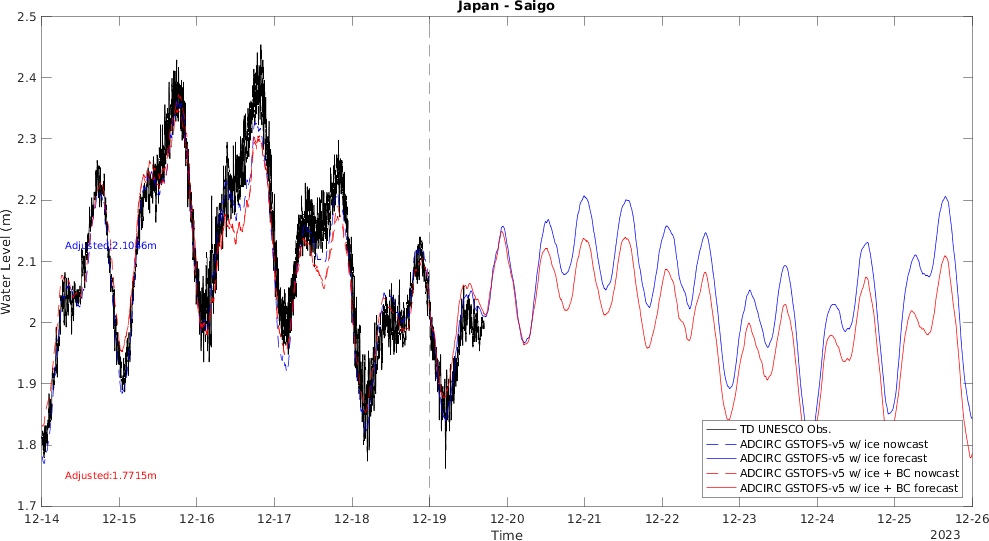 Japan - Saigo
2.5
2.4
2.3
2.2
2.1
2
1.9
1.8
1.7
Water Level (m)
Adjusted:2.1066m
Adjusted:1.7715m
TD UNESCO Obs.
ADCIRC GSTOFS-v5 w/ ice nowcast
ADCIRC GSTOFS-v5 w/ ice forecast
ADCIRC GSTOFS-v5 w/ ice + BC nowcast
ADCIRC GSTOFS-v5 w/ ice + BC forecast
12-14 12-15 12-16 12-17 12-18 12-19 12-20 12-21 12-22 12-23 12-24 12-25 12-26
Time
2023